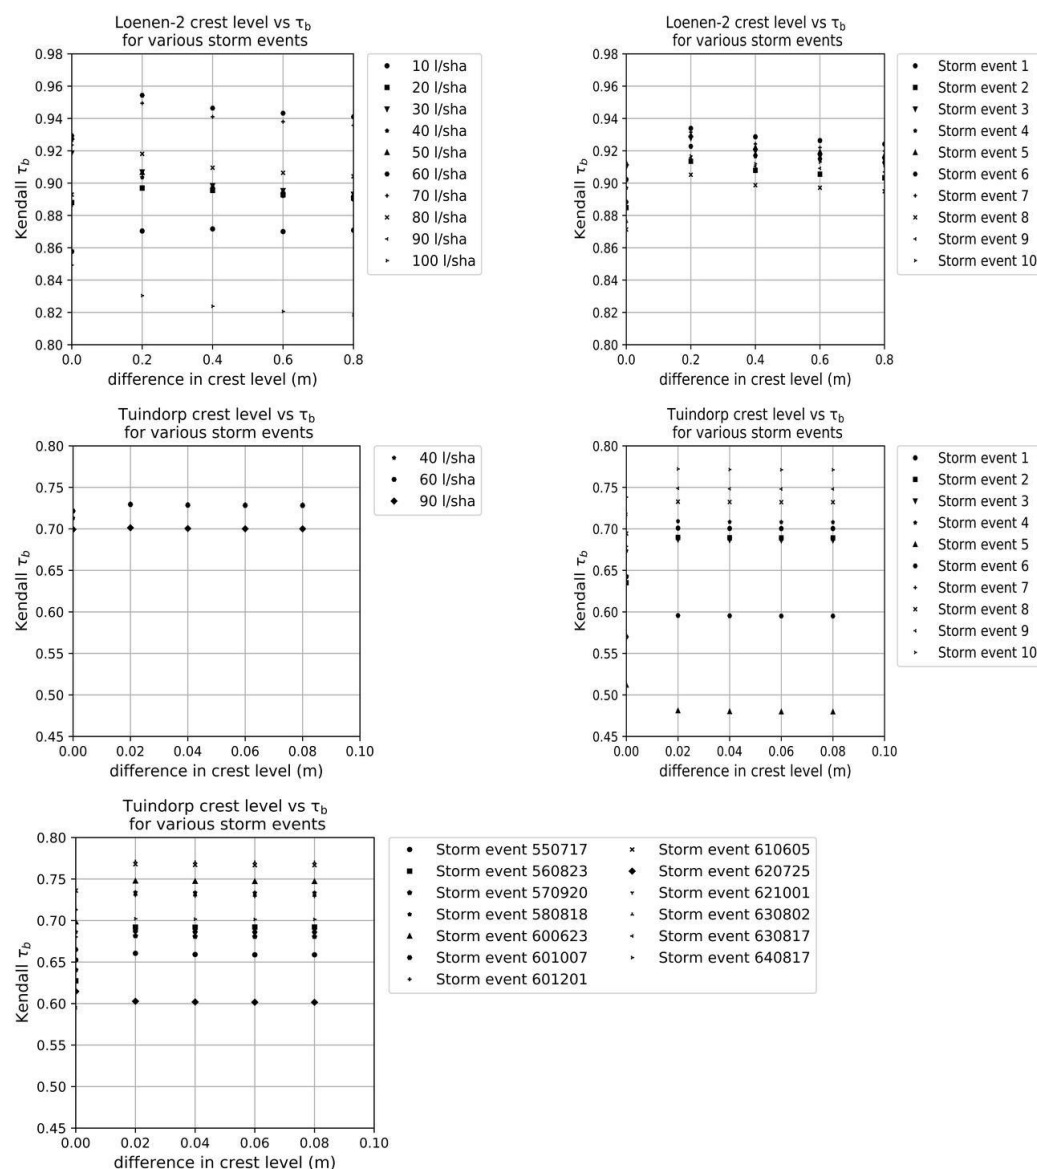 Loenen-2 crest level vs τb
for various storm events
0.98
0.96
0.94
0.92
0.90
0.88
0.86
0.84
0.82
0.80
Kendall τb
0.0 0.2 0.4 0.6 0.8
difference in crest level (m)
10 l/sha
20 l/sha
30 l/sha
40 l/sha
50 l/sha
60 l/sha
70 l/sha
80 l/sha
90 l/sha
100 l/sha
Loenen-2 crest level vs τb
for various storm events
0.98
0.96
0.94
0.92
0.90
0.88
0.86
0.84
0.82
0.80
Kendall τb
0.0 0.2 0.4 0.6 0.8
difference in crest level (m)
Storm event 1
Storm event 2
Storm event 3
Storm event 4
Storm event 5
Storm event 6
Storm event 7
Storm event 8
Storm event 9
Storm event 10
Tuindorp crest level vs τb
for various storm events
0.80
0.75
0.70
0.65
0.60
0.55
0.50
0.45
Kendall τb
0.00 0.02 0.04 0.06 0.08 0.10
difference in crest level (m)
40 l/sha
60 l/sha
90 l/sha
Tuindorp crest level vs τb
for various storm events
0.80
0.75
0.70
0.65
0.60
0.55
0.50
0.45
Kendall τb
0.00 0.02 0.04 0.06 0.08 0.10
difference in crest level (m)
Storm event 1
Storm event 2
Storm event 3
Storm event 4
Storm event 5
Storm event 6
Storm event 7
Storm event 8
Storm event 9
Storm event 10
Tuindorp crest level vs τb
for various storm events
0.80
0.75
0.70
0.65
0.60
0.55
0.50
0.45
Kendall τb
0.00 0.02 0.04 0.06 0.08 0.10
difference in crest level (m)
Storm event 550717
Storm event 560823
Storm event 570920
Storm event 580818
Storm event 600623
Storm event 601007
Storm event 601201
Storm event 610605
Storm event 620725
Storm event 621001
Storm event 630802
Storm event 630817
Storm event 640817